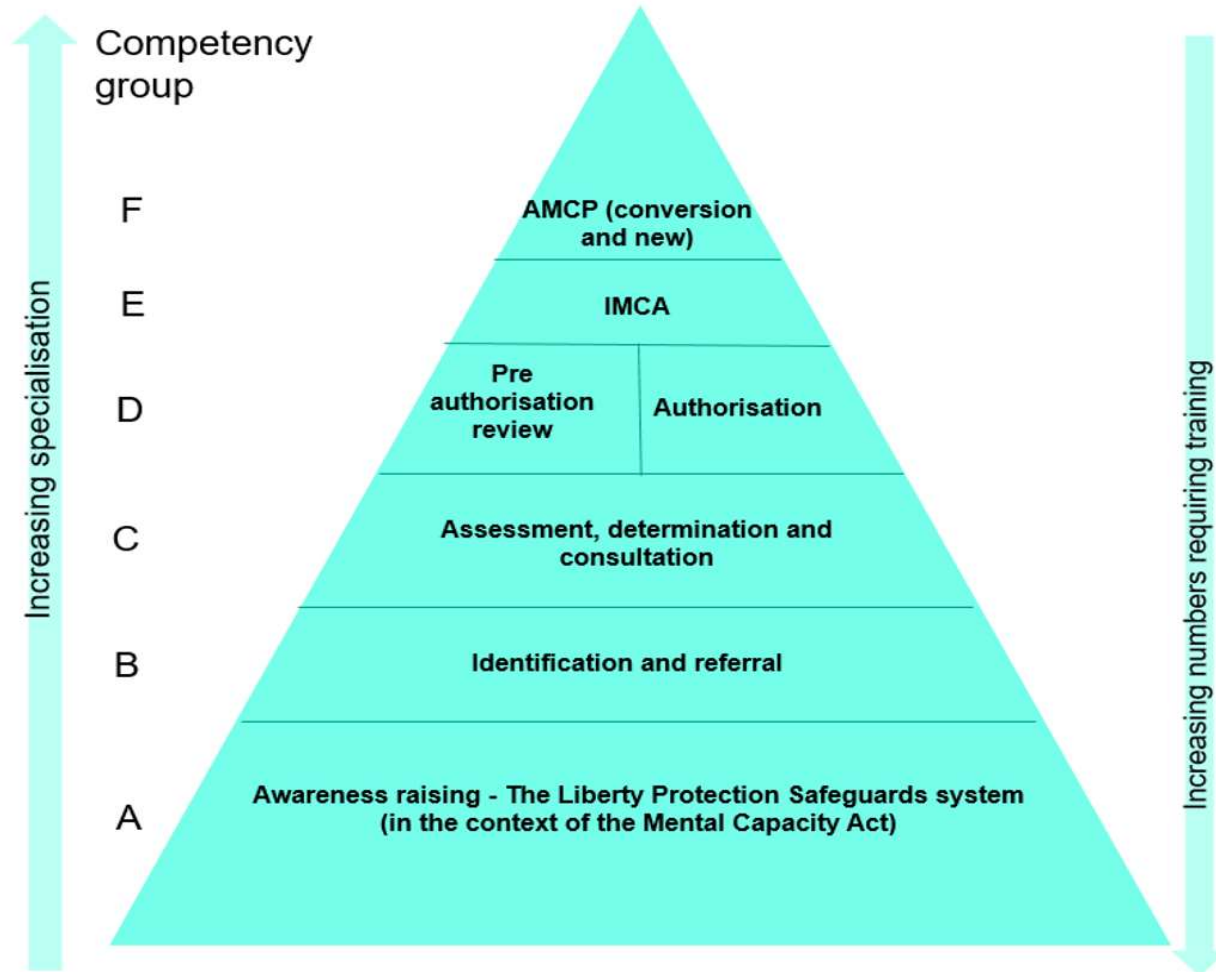 Competency
group
F
AMCP (conversion
and new)
E
IMCA
D
Pre
authorisation
review
Authorisation
C
Assessment, determination and
consultation
B
Identification and referral
A
Awareness raising - The Liberty Protection Safeguards system
(in the context of the Mental Capacity Act)
Increasing specialisation
Increasing numbers requiring training